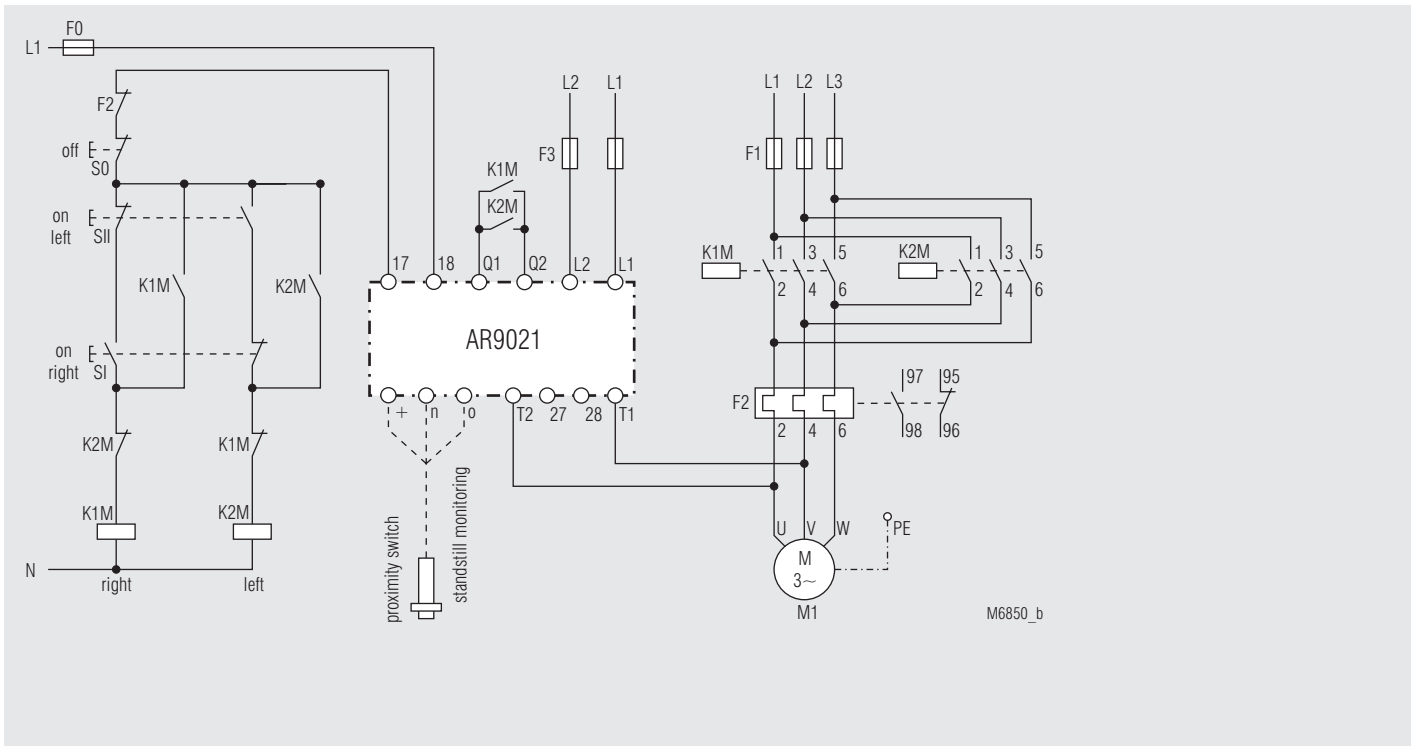 F0
L1
F2
off
S0
on
left
SII
K1M
K2M
on
right
SI
K2M
K1M
K1M
K2M
N
right
left
L2
L1
F3
K1M
K2M
17
18
Q1
Q2
L2
L1
AR9021
+
n
o
T2
27
28
T1
proximity switch
standstill monitoring
L1
L2
L3
F1
K1M
1
3
5
2
4
6
K2M
1
3
5
2
4
6
F2
2
4
6
97
95
98
96
U
V
W
PE
M
3~
M1
M6850_b